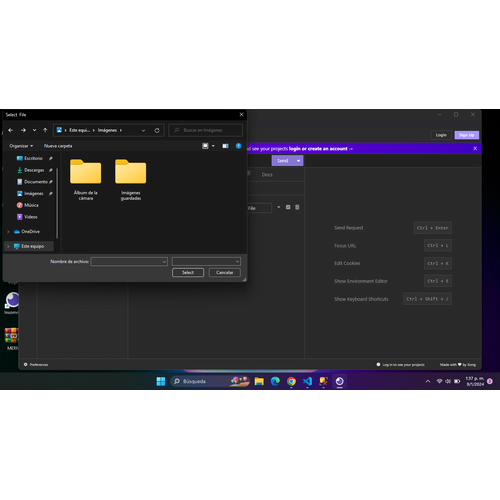 Select File
Este equi... > Imágenes >
Buscar en Imágenes
Organizar
Nueva carpeta
Escritorio
Descargas
Documento
Imágenes
Música
Videos
OneDrive
Este equipo
Álbum de la cámara
Imágenes guardadas
Nombre de archivo:
Select
Cancelar
Login
Sign Up
nd see your projects login or create an account →
Send
Docs
File
Send Request
Ctrl + Enter
Focus URL
Ctrl + L
Edit Cookies
Ctrl + K
Show Environment Editor
Ctrl + E
Show Keyboard Shortcuts
Ctrl + Shift + /
Preferences
Log in to see your projects
Made with ♥ by Kong
Búsqueda
1:37 p. m.
9/1/2024